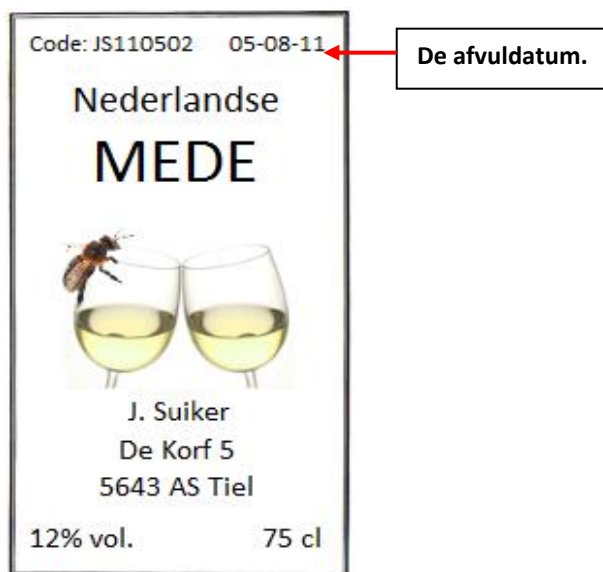 Code: JS110502 05-08-11
De afvuldatum.
Nederlandse
MEDE
J. Suiker
De Korf 5
5643 AS Tiel
12% vol. 75 cl